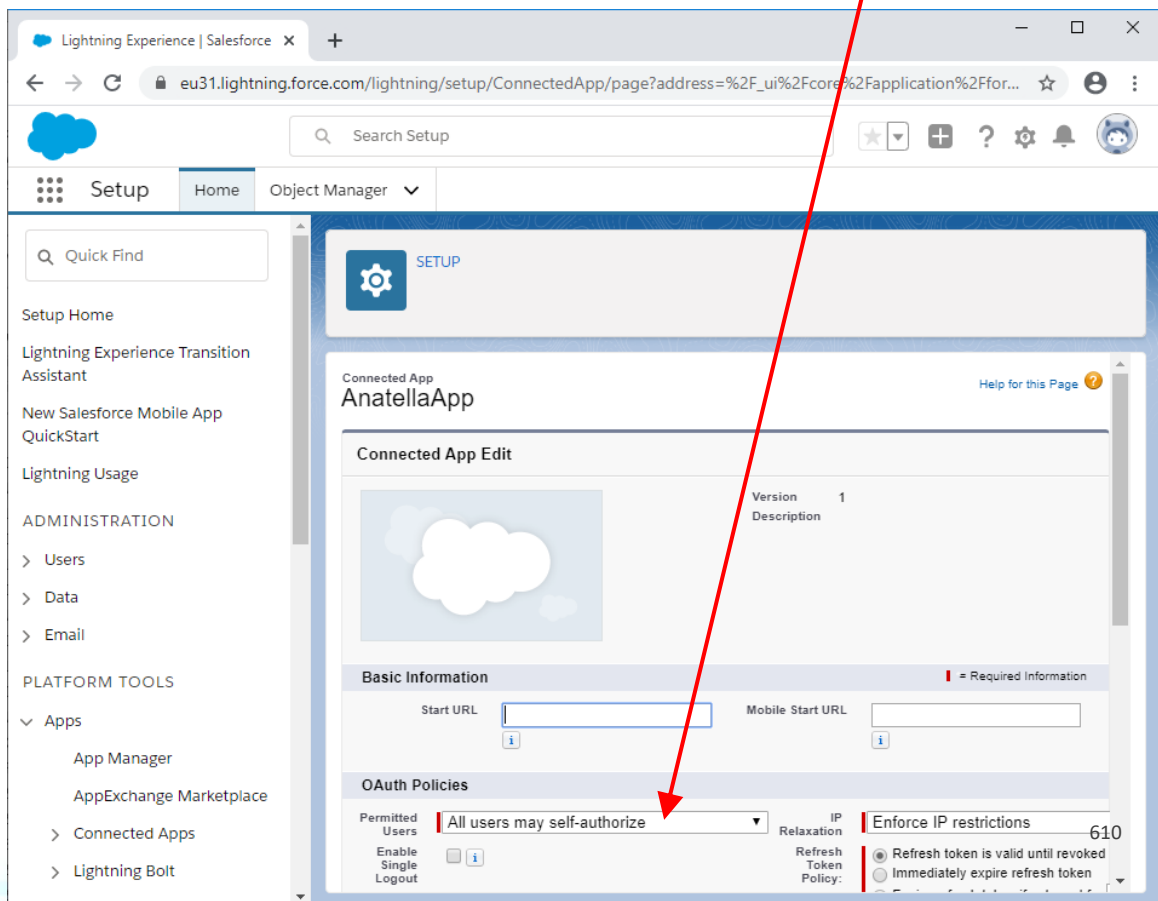 Lightning Experience | Salesforce
eu31.lightning.force.com/lightning/setup/ConnectedApp/page?address=%2F_ui%2Fcore%2Fapplication%2Ffor...
Search Setup
Setup Home Object Manager
Quick Find
Setup Home
Lightning Experience Transition
Assistant
New Salesforce Mobile App
QuickStart
Lightning Usage
ADMINISTRATION
Users
Data
Email
PLATFORM TOOLS
Apps
App Manager
AppExchange Marketplace
Connected Apps
Lightning Bolt
SETUP
Connected App
AnatellaApp
Help for this Page
Connected App Edit
Version 1
Description
Basic Information
= Required Information
Start URL
Mobile Start URL
OAuth Policies
Permitted
Users
All users may self-authorize
IP
Relaxation
Enforce IP restrictions
610
Enable
Single
Logout
Refresh
Token
Policy:
Refresh token is valid until revoked
Immediately expire refresh token